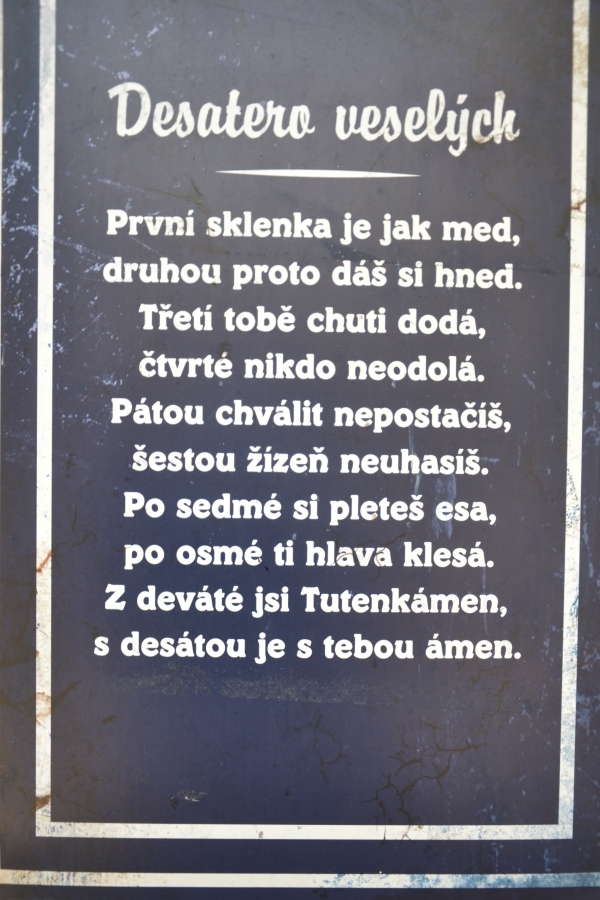 Desatero veselých
První sklenka je jak med,
druhou proto dáš si hned.
Třetí tobě chuti dodá,
čtvrté nikdo neodolá.
Pátou chválit nepostačíš,
šestou žízeň neuhasíš.
Po sedmé si pleteš esa,
po osmé ti hlava klesá.
Z deváté jsi Tutenkámen,
s desátou je s tebou ámen.